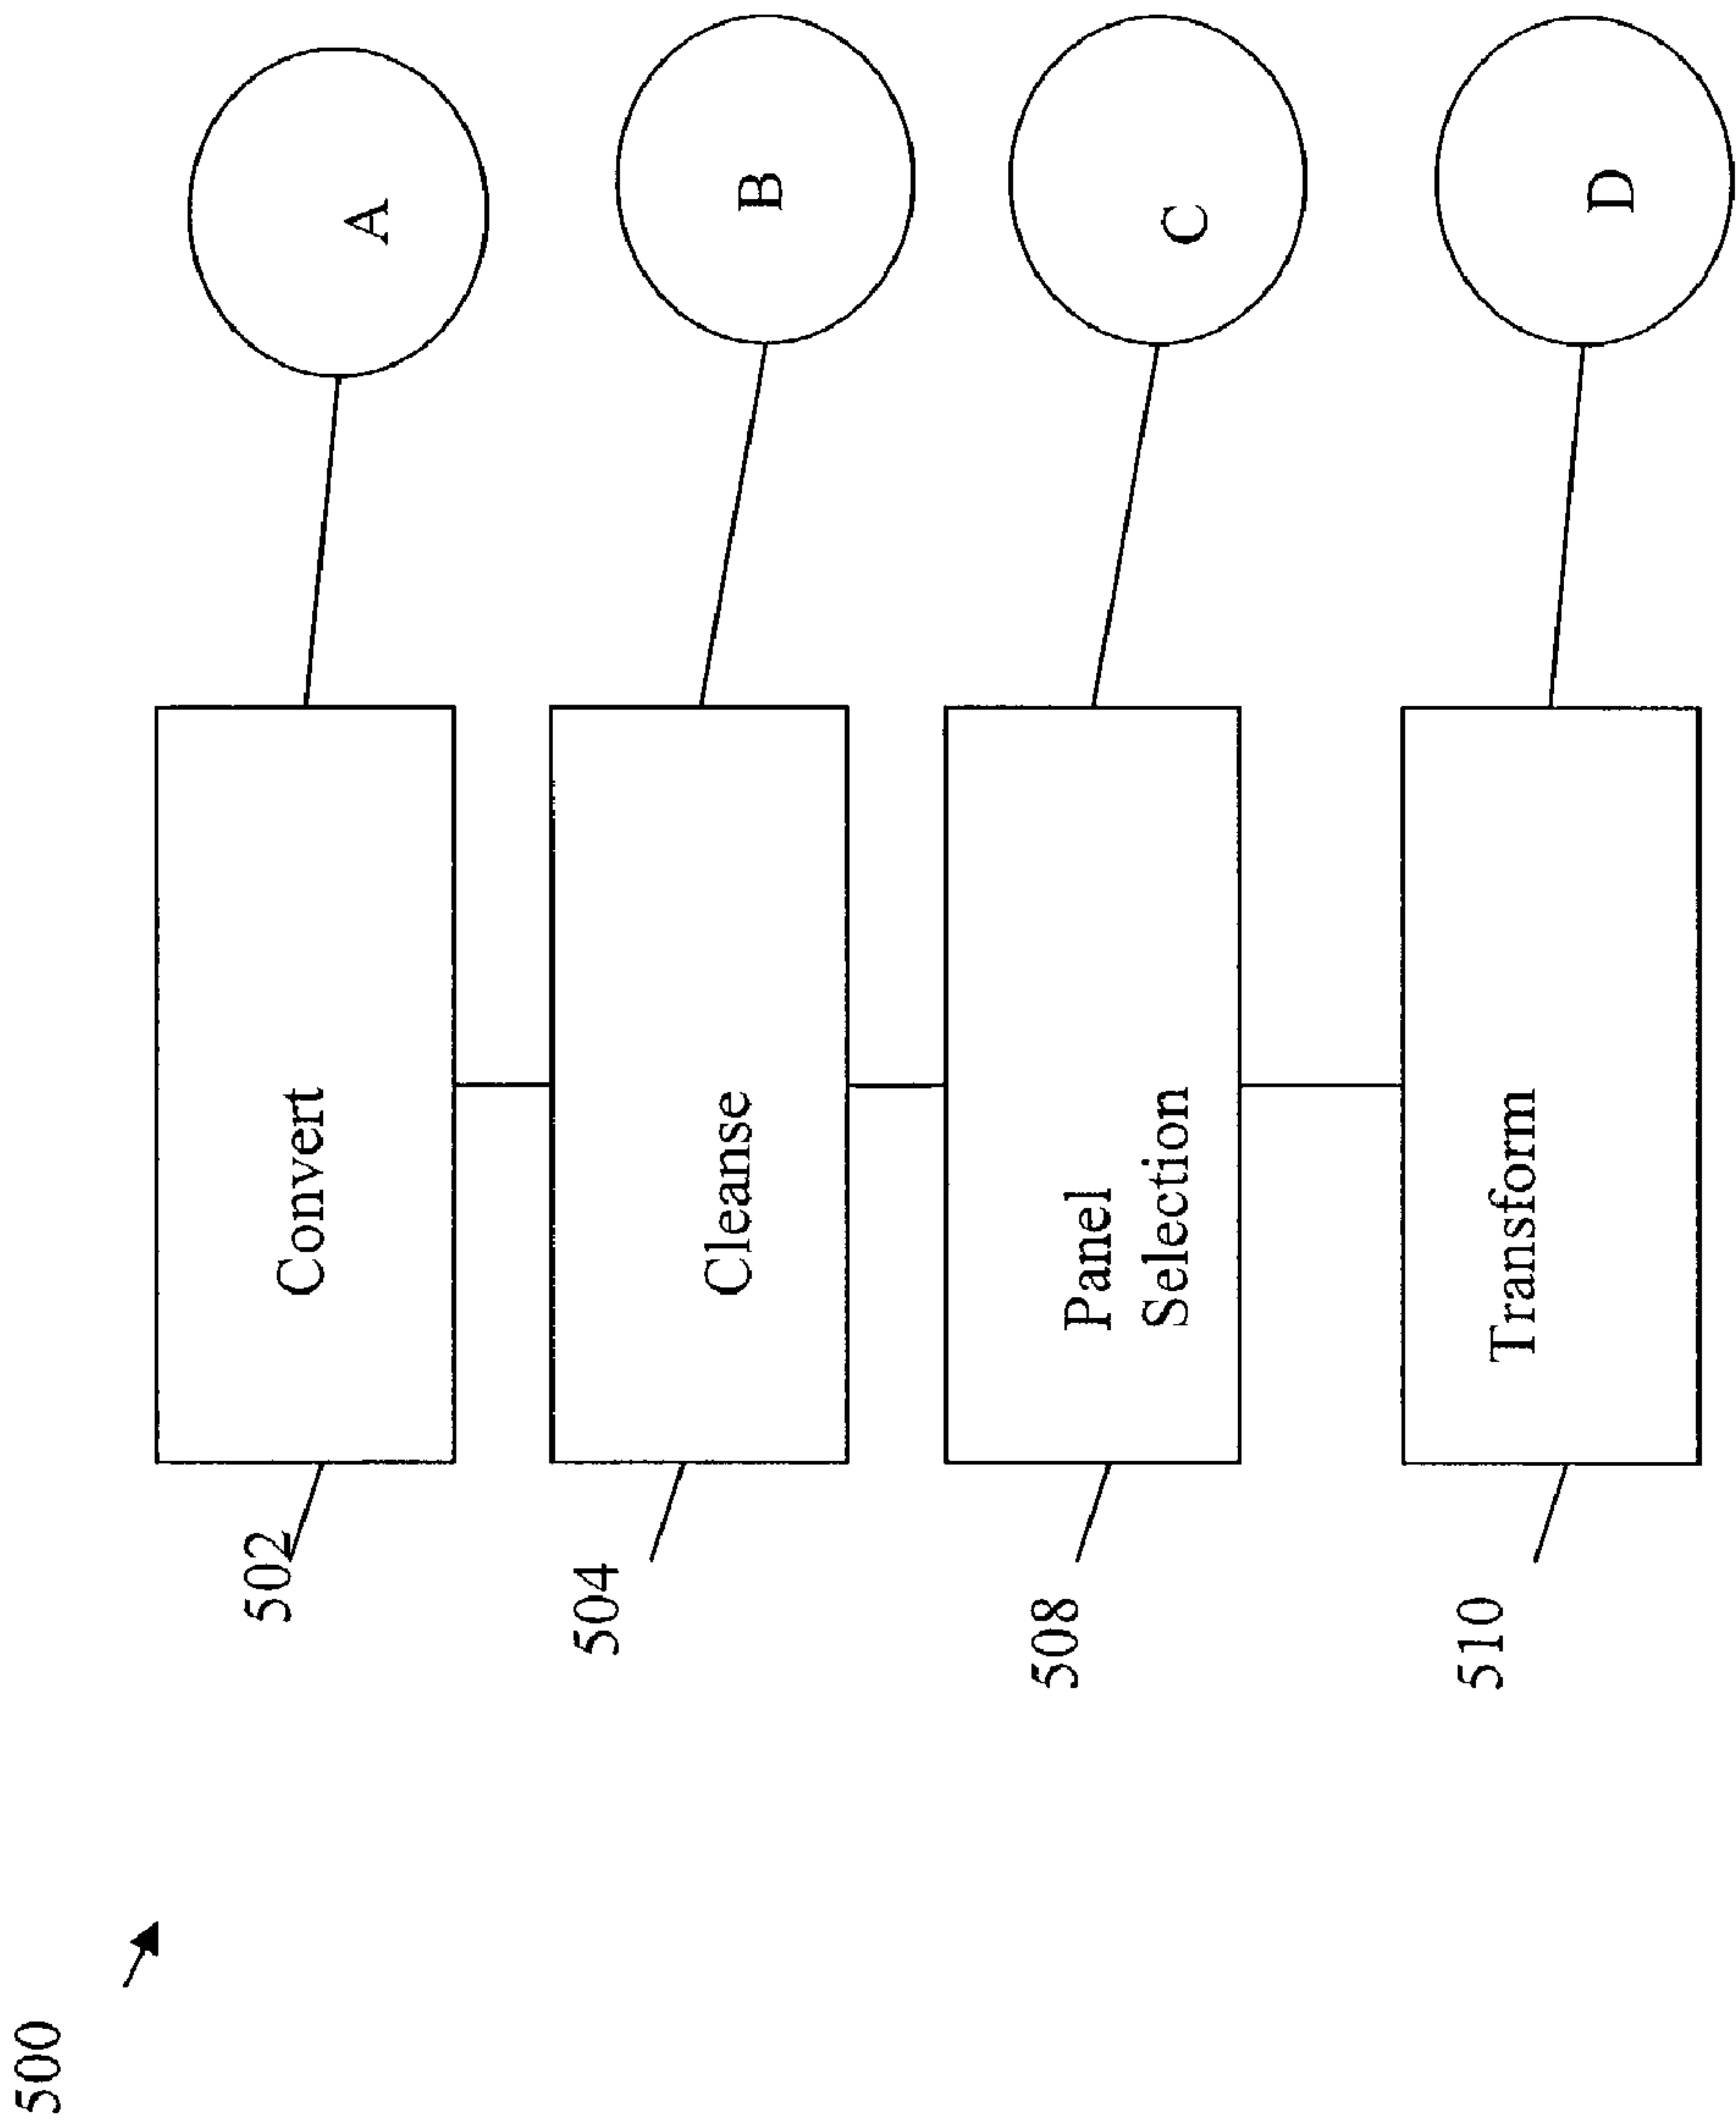 500
502
Convert
A
504
Cleanse
B
508
Panel
Selection
C
510
Transform
D